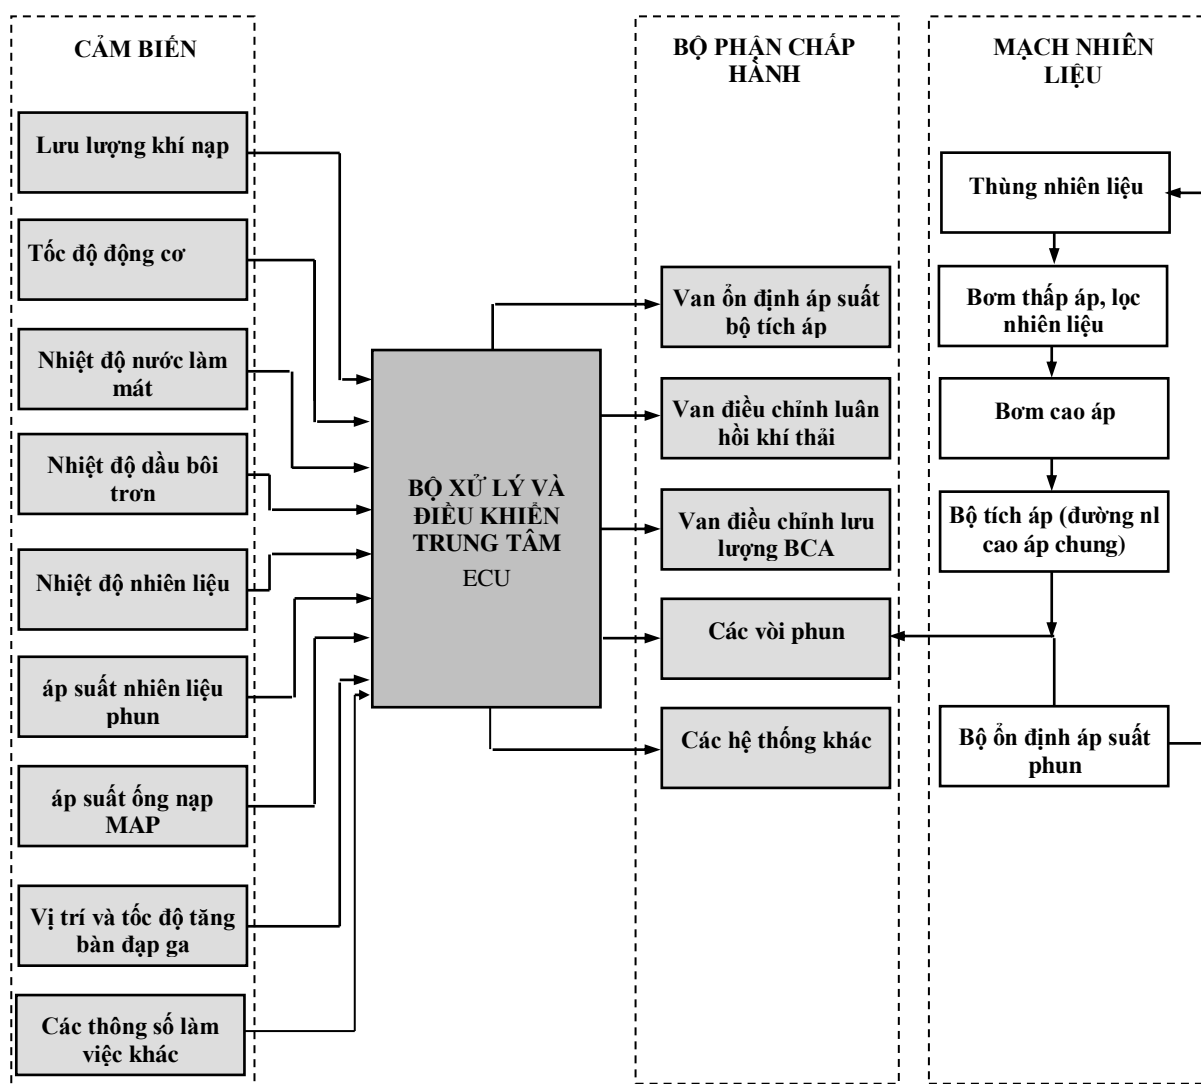 CẢM BIẾN
Lưu lượng khí nạp
Tốc độ động cơ
Nhiệt độ nước làm
mát
Nhiệt độ dầu bôi
trơn
Nhiệt độ nhiên liệu
áp suất nhiên liệu
phun
áp suất ống nạp
MAP
Vị trí và tốc độ tăng
bàn đạp ga
Các thông số làm
việc khác
BỘ XỬ LÝ VÀ
ĐIỀU KHIỂN
TRUNG TÂM
ECU
BỘ PHẬN CHẤP
HÀNH
Van ổn định áp suất
bộ tích áp
Van điều chỉnh luân
hồi khí thải
Van điều chỉnh lưu
lượng BCA
Các vòi phun
Các hệ thống khác
MẠCH NHIÊN
LIỆU
Thùng nhiên liệu
Bơm thấp áp, lọc
nhiên liệu
Bơm cao áp
Bộ tích áp (đường nl
cao áp chung)
Bộ ổn định áp suất
phun